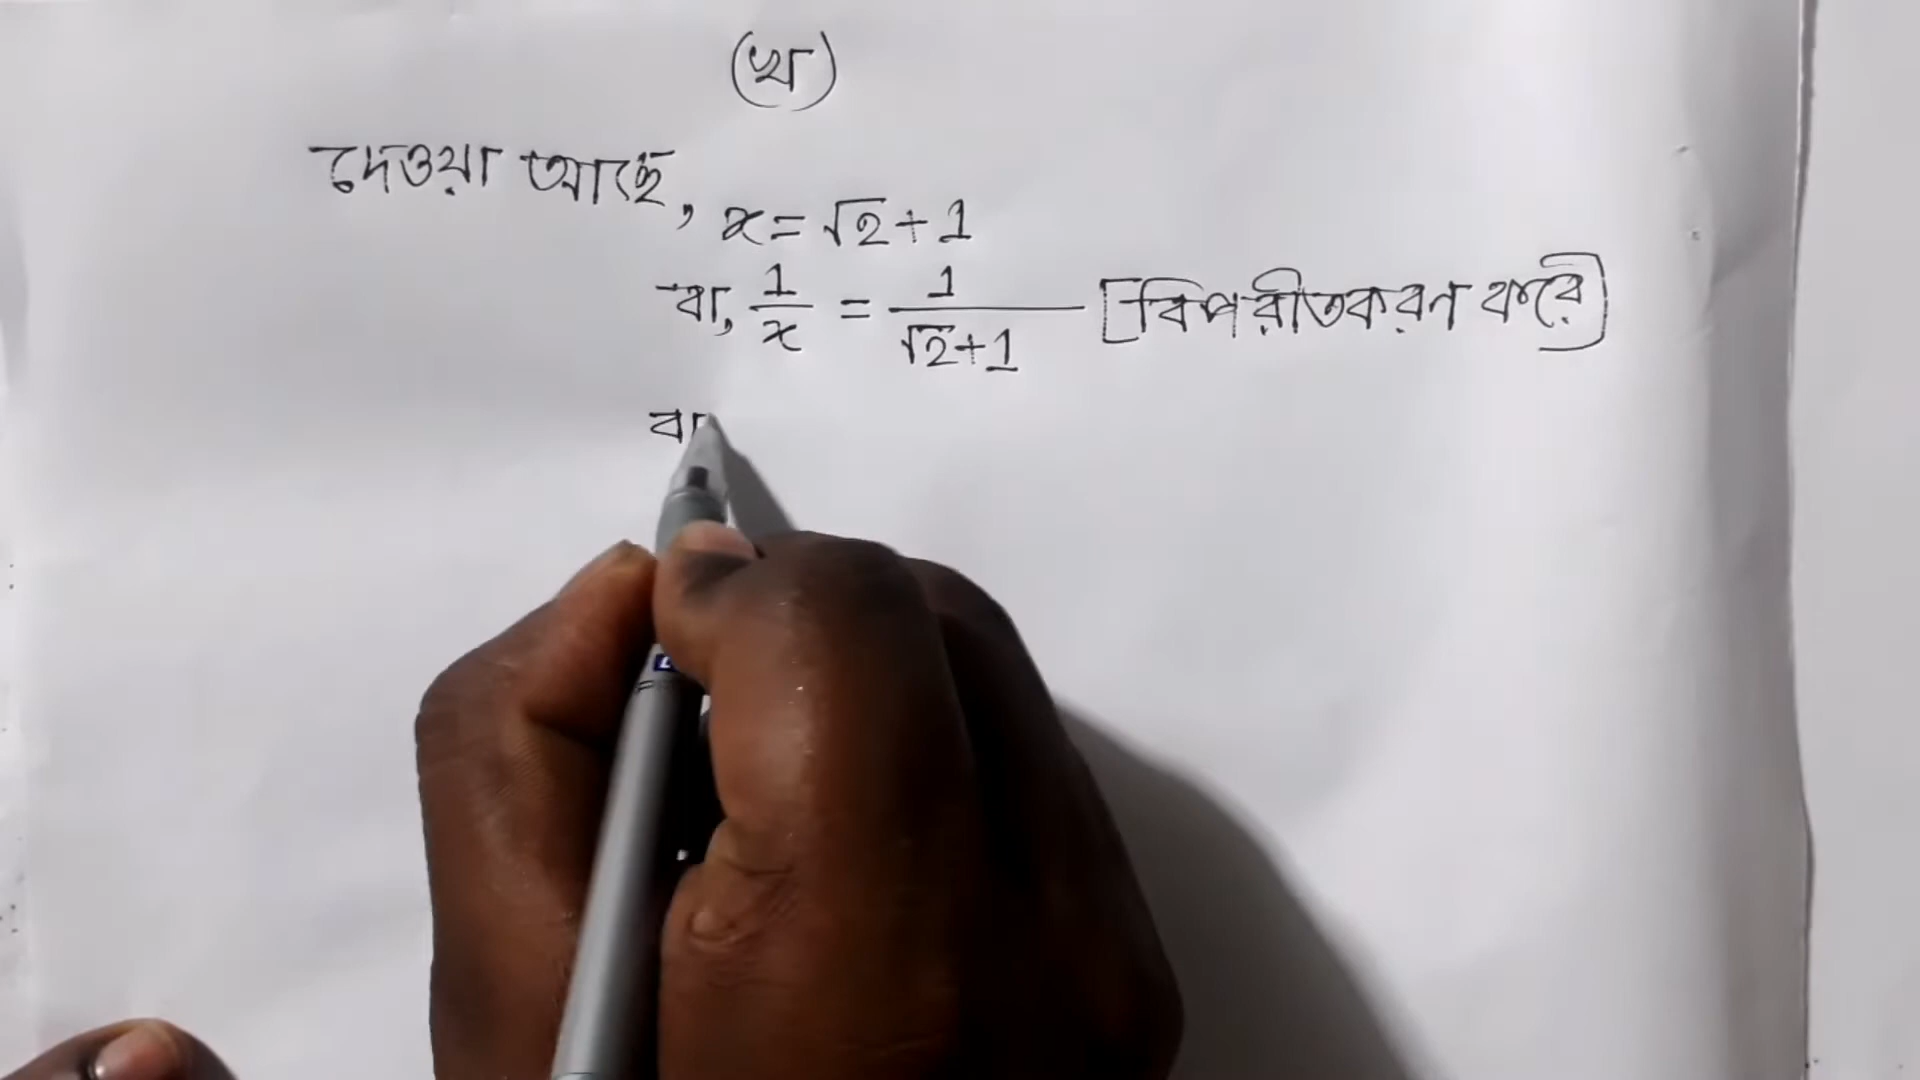 (খ)
দেওয়া আছে, x = √2 + 1
বা, 1/x = 1/(√2+1) [বিপরীতকরণ করে]
বা